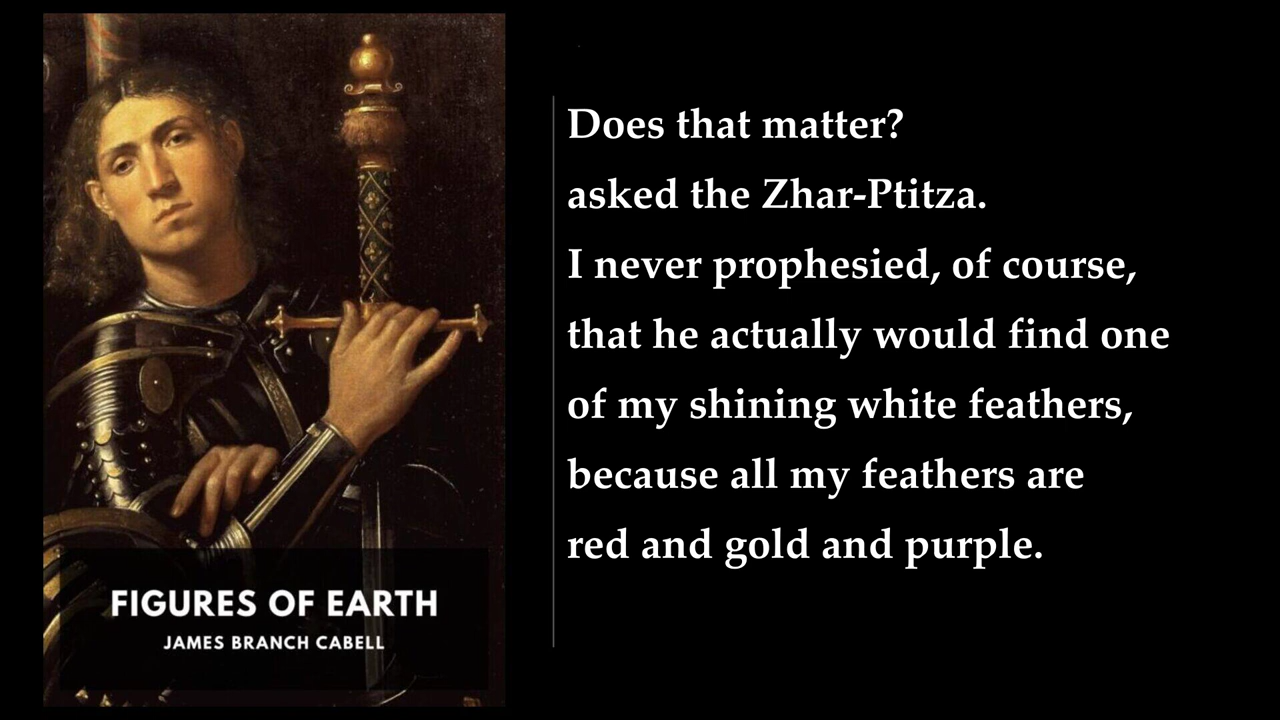 FIGURES OF EARTH
JAMES BRANCH CABELL
Does that matter?
asked the Zhar-Ptitza.
I never prophesied, of course,
that he actually would find one
of my shining white feathers,
because all my feathers are
red and gold and purple.